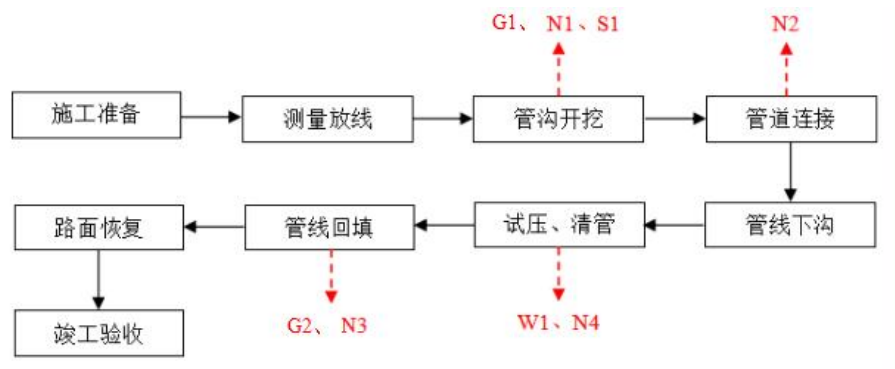 G1、 N1、S1
N2
施工准备
测量放线
管沟开挖
管道连接
路面恢复
管线回填
试压、清管
管线下沟
G2、 N3
W1、N4
竣工验收